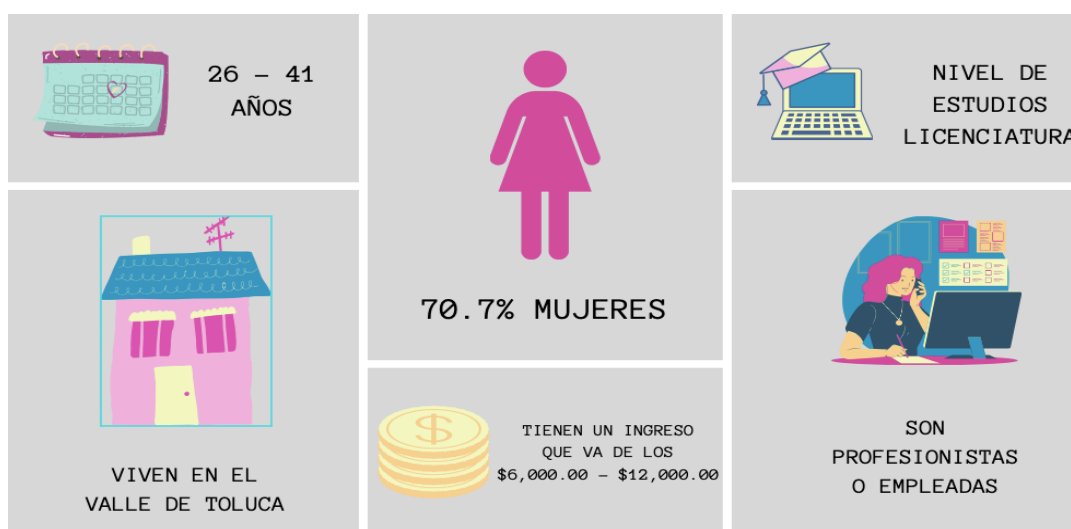 26 – 41
AÑOS
70.7% MUJERES
NIVEL DE
ESTUDIOS
LICENCIATURA
VIVEN EN EL
VALLE DE TOLUCA
$
TIENEN UN INGRESO
QUE VA DE LOS
$6,000.00 – $12,000.00
SON
PROFESIONISTAS
O EMPLEADAS